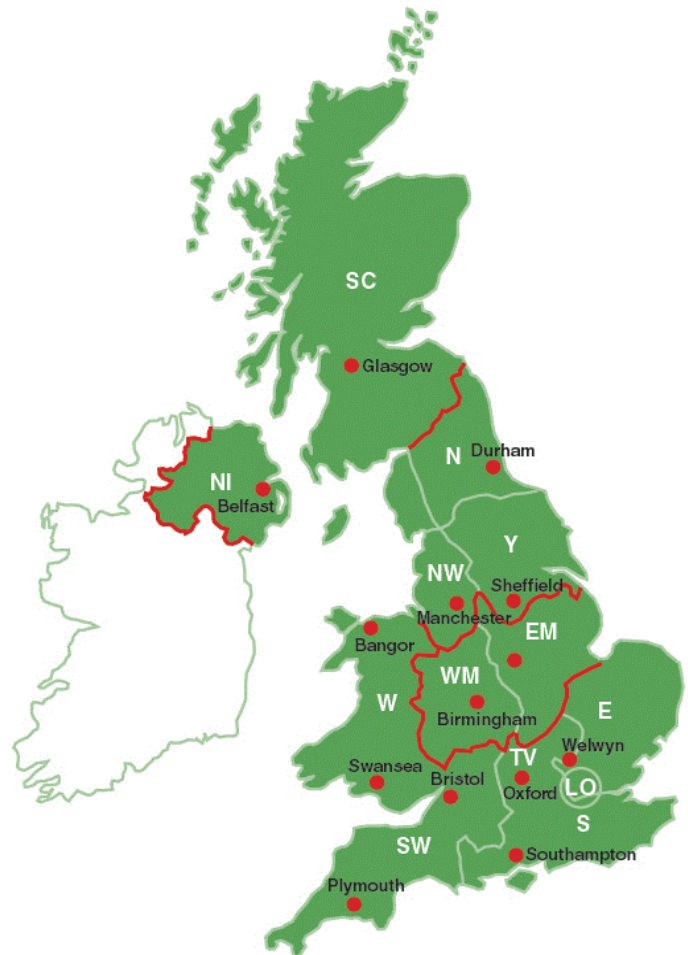 SC
Glasgow
N
Durham
NI
Belfast
Y
NW
Sheffield
Manchester
EM
Bangor
WM
W
E
Birmingham
TV
Welwyn
Swansea
Bristol
Oxford
LO
S
SW
Southampton
Plymouth